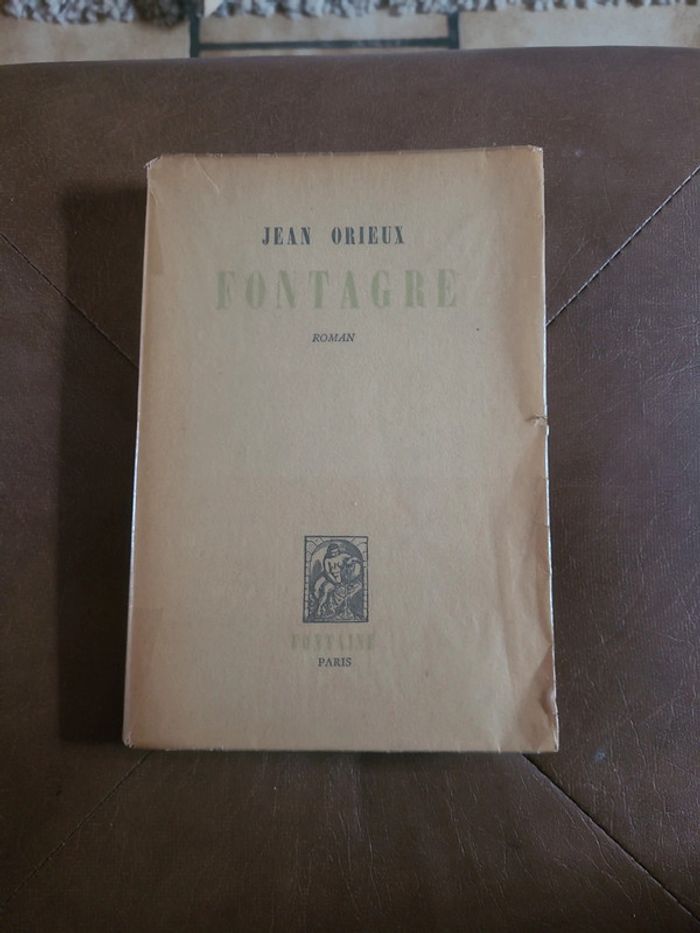 JEAN ORIEUX
FONTAGRE
ROMAN
FONTAINE
PARIS